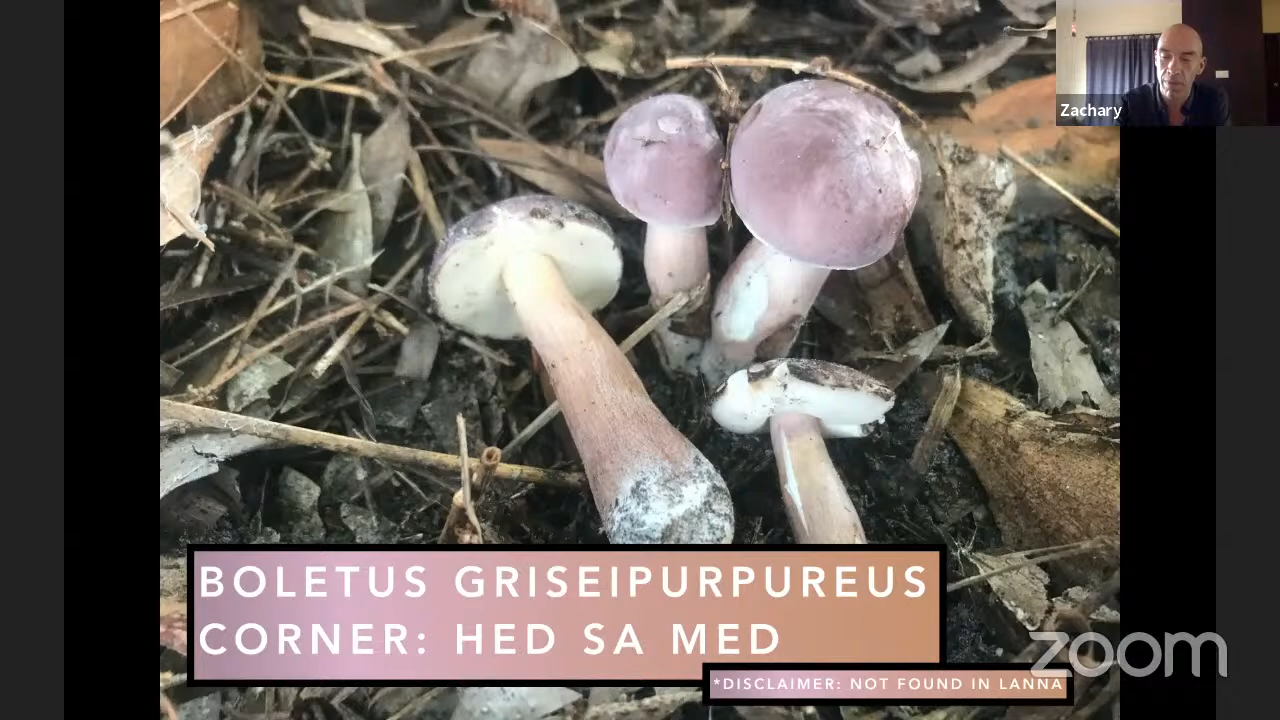 Zachary
BOLETUS GRISEIPURPUREUS
CORNER: HED SA MED
*DISCLAIMER: NOT FOUND IN LANNA
zoom